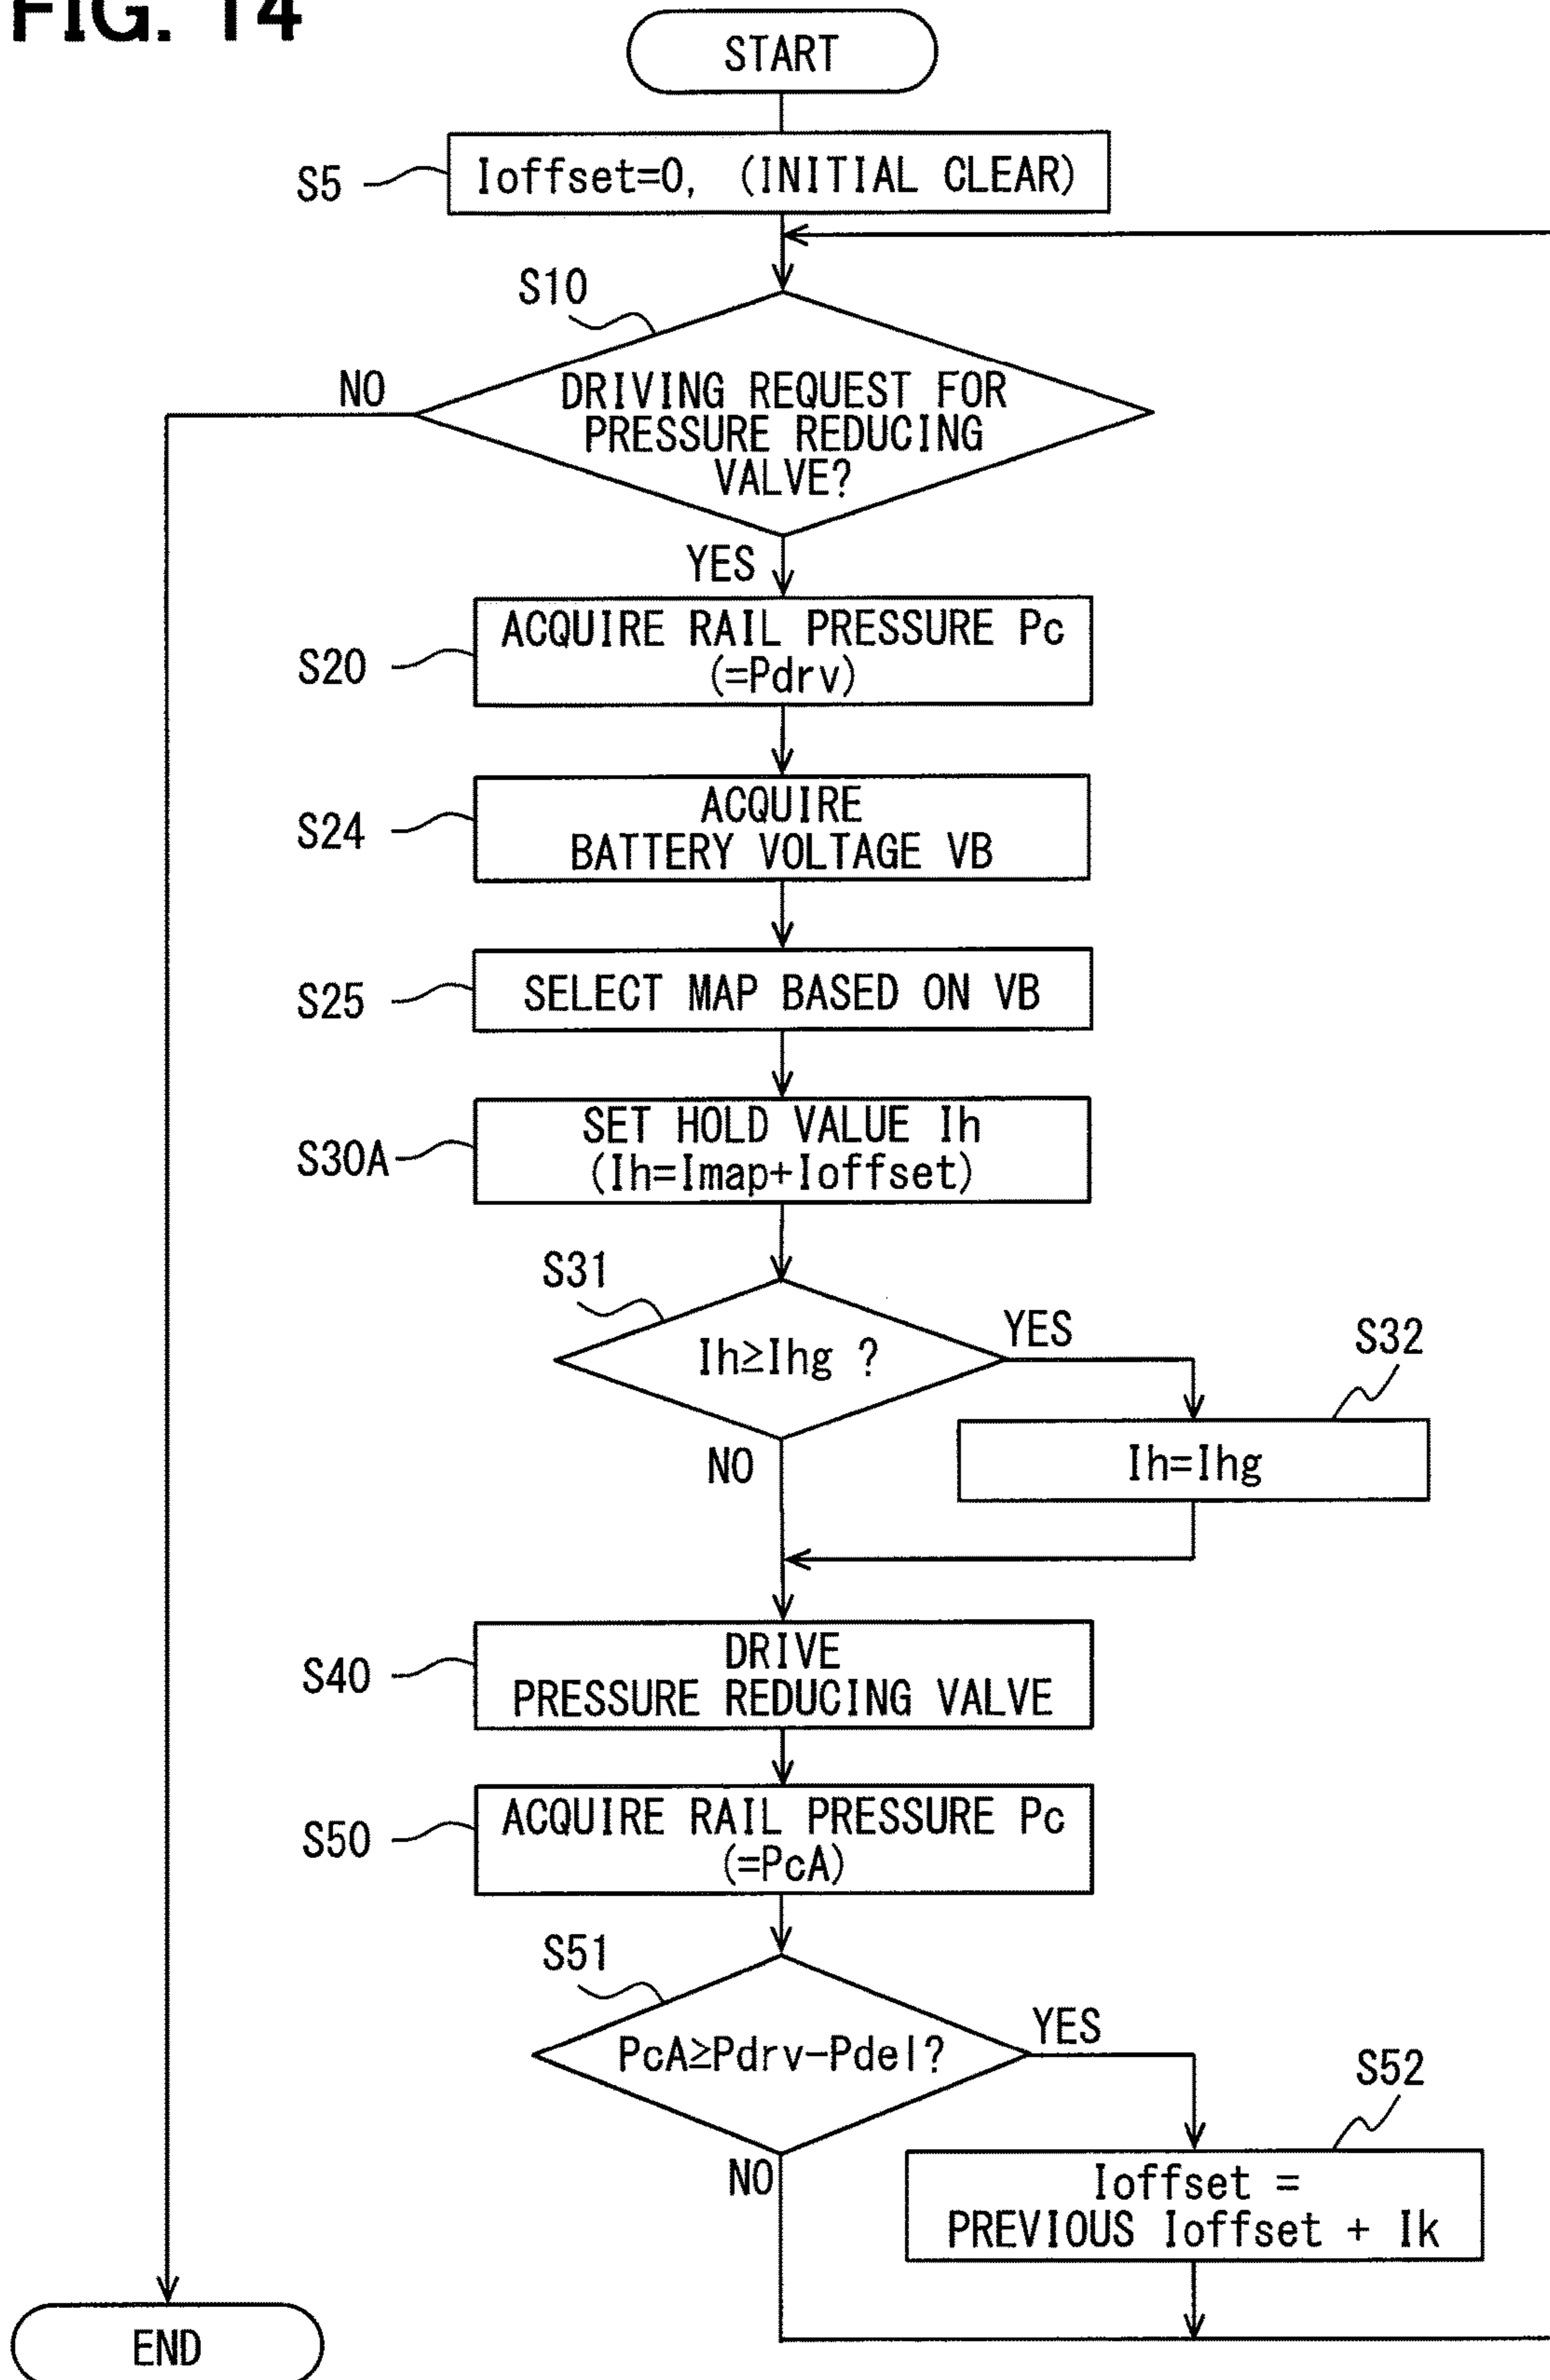 FIG. 14
START
S5
Ioffset=0, (INITIAL CLEAR)
S10
NO
DRIVING REQUEST FOR
PRESSURE REDUCING
VALVE?
YES
S20
ACQUIRE RAIL PRESSURE Pc
(=Pdrv)
S24
ACQUIRE
BATTERY VOLTAGE VB
S25
SELECT MAP BASED ON VB
S30A
SET HOLD VALUE Ih
(Ih=Imap+Ioffset)
S31
Ih≥Ihg ?
YES
S32
NO
Ih=Ihg
S40
DRIVE
PRESSURE REDUCING VALVE
S50
ACQUIRE RAIL PRESSURE Pc
(=PcA)
S51
PcA≥Pdrv-Pdel?
YES
S52
NO
Ioffset =
PREVIOUS Ioffset + Ik
END